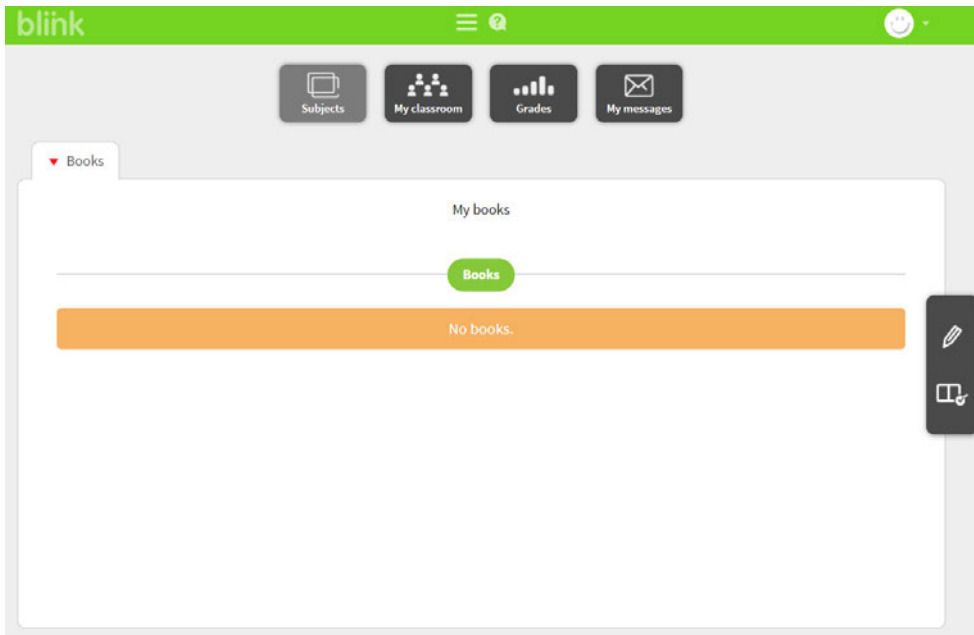 blink
Subjects
My classroom
Grades
My messages
Books
My books
Books
No books.